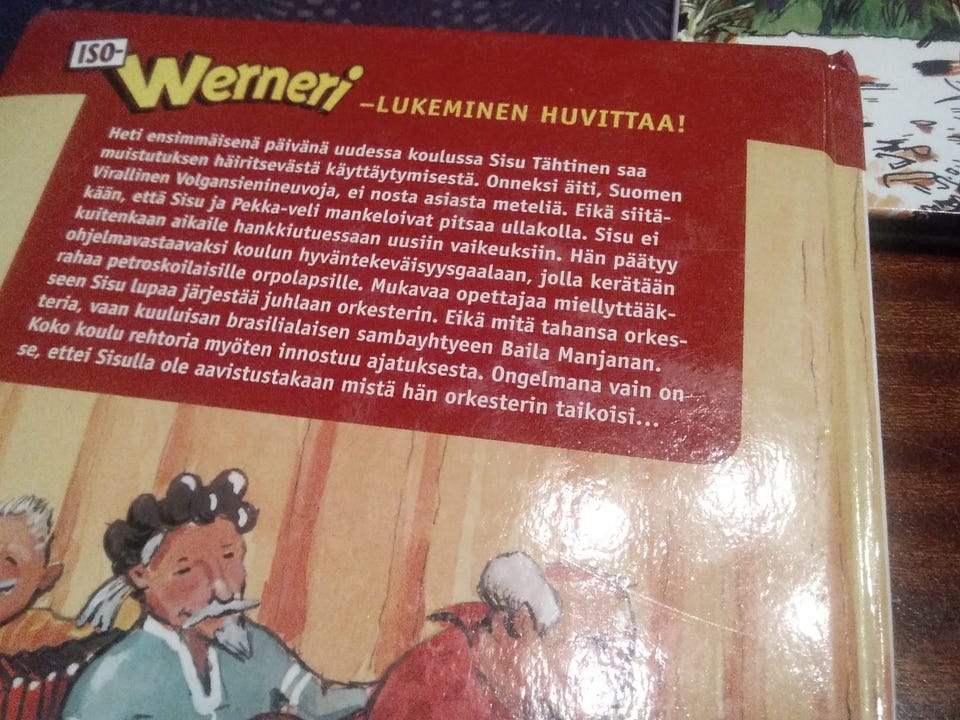 ISO-
Werneri
–LUKEMINEN HUVITTAA!
Heti ensimmäisenä päivänä uudessa koulussa Sisu Tähtinen saa
muistutuksen häiritsevästä käyttäytymisestä. Onneksi äiti, Suomen
Virallinen Volgansienineuvoja, ei nosta asiasta meteliä. Eikä siitä-
kään, että Sisu ja Pekka-veli mankeloivat pitsaa ullakolla. Sisu ei
kuitenkaan aikaile hankkiutuessaan uusiin vaikeuksiin. Hän päätyy
ohjelmavastaavaksi koulun hyväntekeväisyysgaalaan, jolla kerätään
rahaa petroskoilaisille orpolapsille. Mukavaa opettajaa miellyttääk-
seen Sisu lupaa järjestää juhlaan orkesterin. Eikä mitä tahansa orkes-
teria, vaan kuuluisan brasilialaisen sambayhtyeen Baila Manjanan.
Koko koulu rehtoria myöten innostuu ajatuksesta. Ongelmana vain on
se, ettei Sisulla ole aavistustakaan mistä hän orkesterin taikoisi...